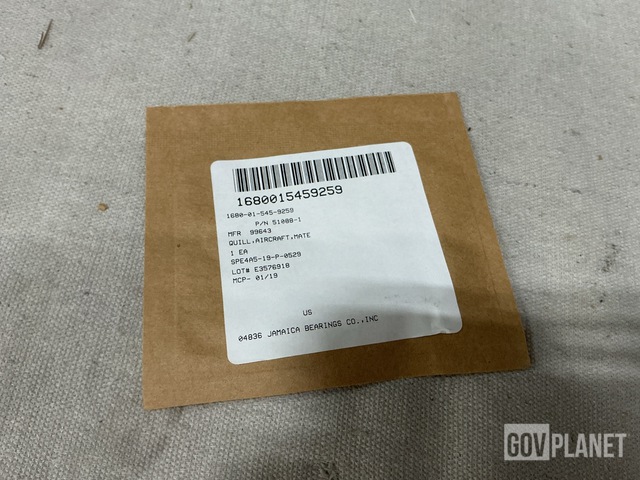 1680015459259
1680-01-545-9259
P/N 51088-1
MFR 99643
QUILL,AIRCRAFT,MATE
1 EA
SPE4A5-19-P-0529
LOT# E3576918
MCP- 01/19
US
04836 JAMAICA BEARINGS CO.,INC
GOVPLANET